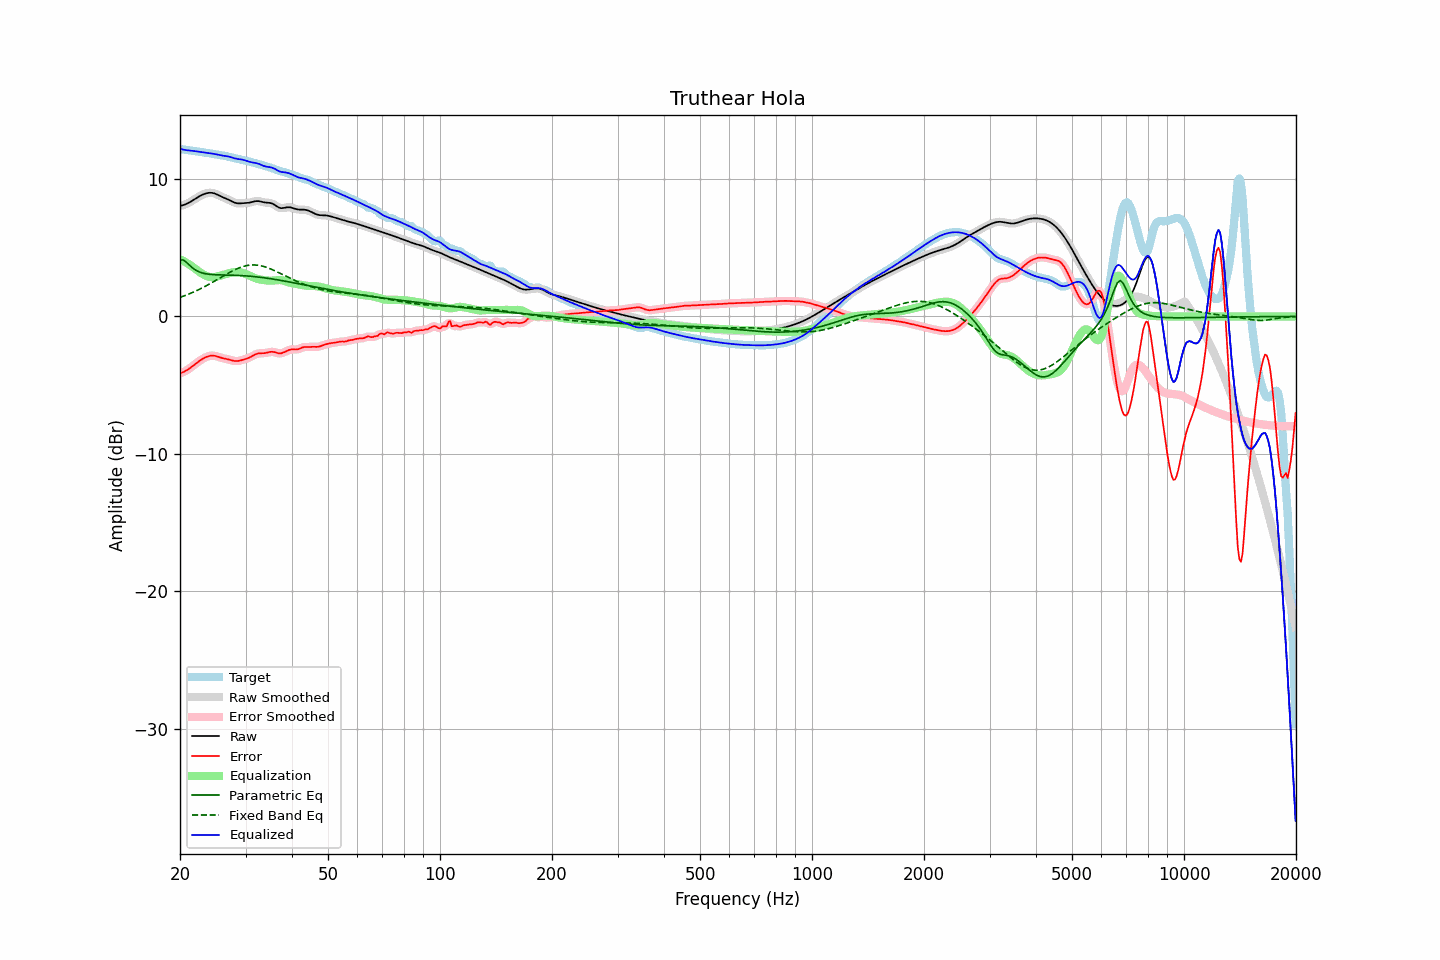 Truthear Hola
Amplitude (dBr)
10
0
−10
−20
−30
Target
Raw Smoothed
Error Smoothed
Raw
Error
Equalization
Parametric Eq
Fixed Band Eq
Equalized
20 50 100 200 500 1000 2000 5000 10000 20000
Frequency (Hz)